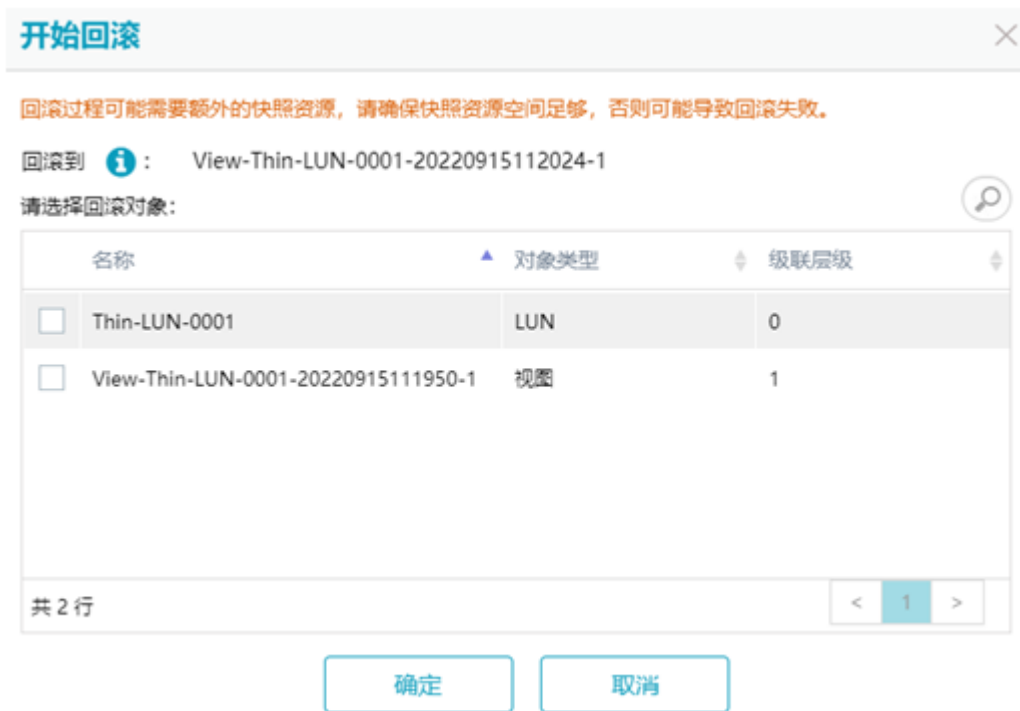 开始回滚
回滚过程可能需要额外的快照资源，请确保快照资源空间足够，否则可能导致回滚失败。
回滚到 ： View-Thin-LUN-0001-20220915112024-1
请选择回滚对象：
名称 对象类型 级联层级
Thin-LUN-0001 LUN 0
View-Thin-LUN-0001-20220915111950-1 视图 1
共 2 行 < 1 >
确定 取消